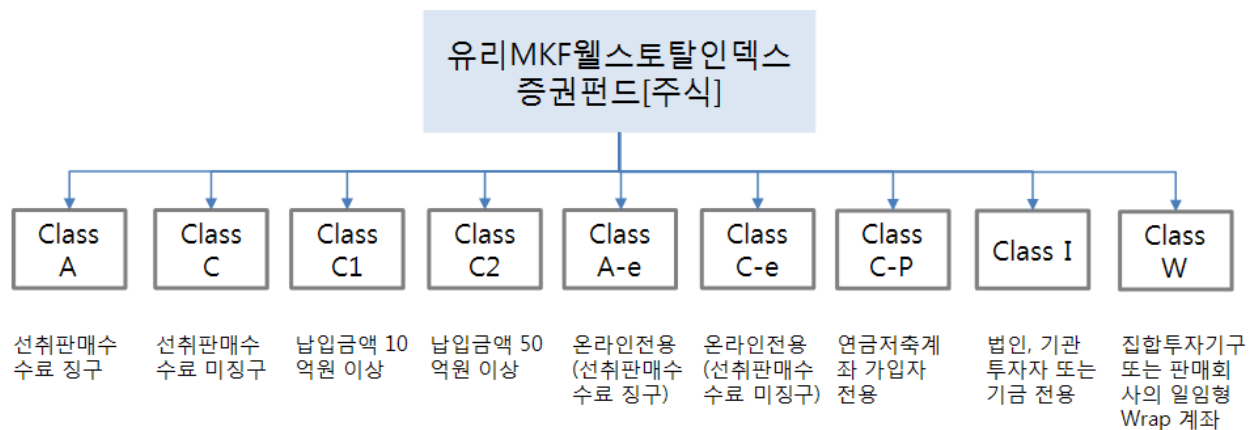 유리MKF웰스토탈인덱스
증권펀드[주식]
Class
A
Class
C
Class
C1
Class
C2
Class
A-e
Class
C-e
Class
C-P
Class I
Class
W
선취판매수
수료 징구
선취판매수
수료 미징구
납입금액 10
억원 이상
납입금액 50
억원 이상
온라인전용
(선취판매수
수료 징구)
온라인전용
(선취판매수
수료 미징구)
연금저축계
좌 가입자
전용
법인, 기관
투자자 또는
기금 전용
집합투자기구
또는 판매회
사의 일임형
Wrap 계좌